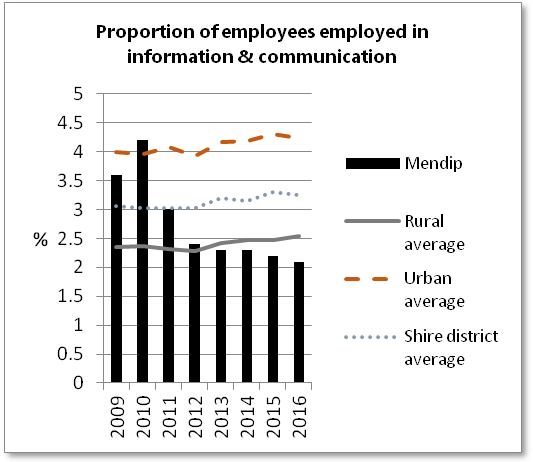 Proportion of employees employed in
information & communication
5
4.5
4
3.5
3
2.5
2
1.5
1
0.5
0
%
2009 2010 2011 2012 2013 2014 2015 2016
Mendip
Rural
average
Urban
average
Shire district
average